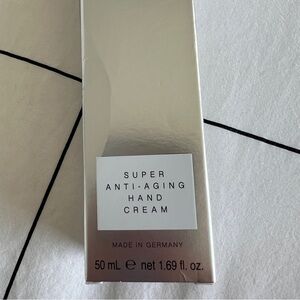 SUPER
ANTI-AGING
HAND
CREAM
MADE IN GERMANY
50 mL ℮ net 1.69 fl. oz.